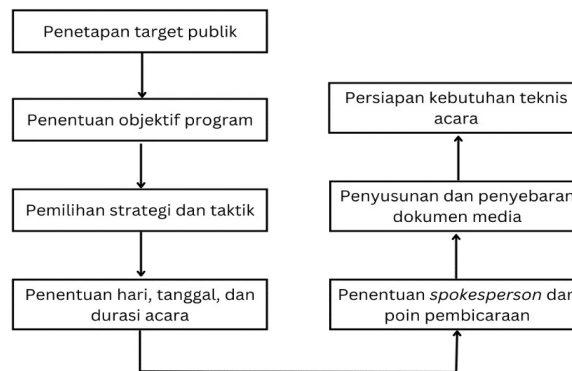 Penetapan target publik
Penentuan objektif program
Pemilihan strategi dan taktik
Penentuan hari, tanggal, dan
durasi acara
Penentuan spokesperson dan
poin pembicaraan
Penyusunan dan penyebaran
dokumen media
Persiapan kebutuhan teknis
acara